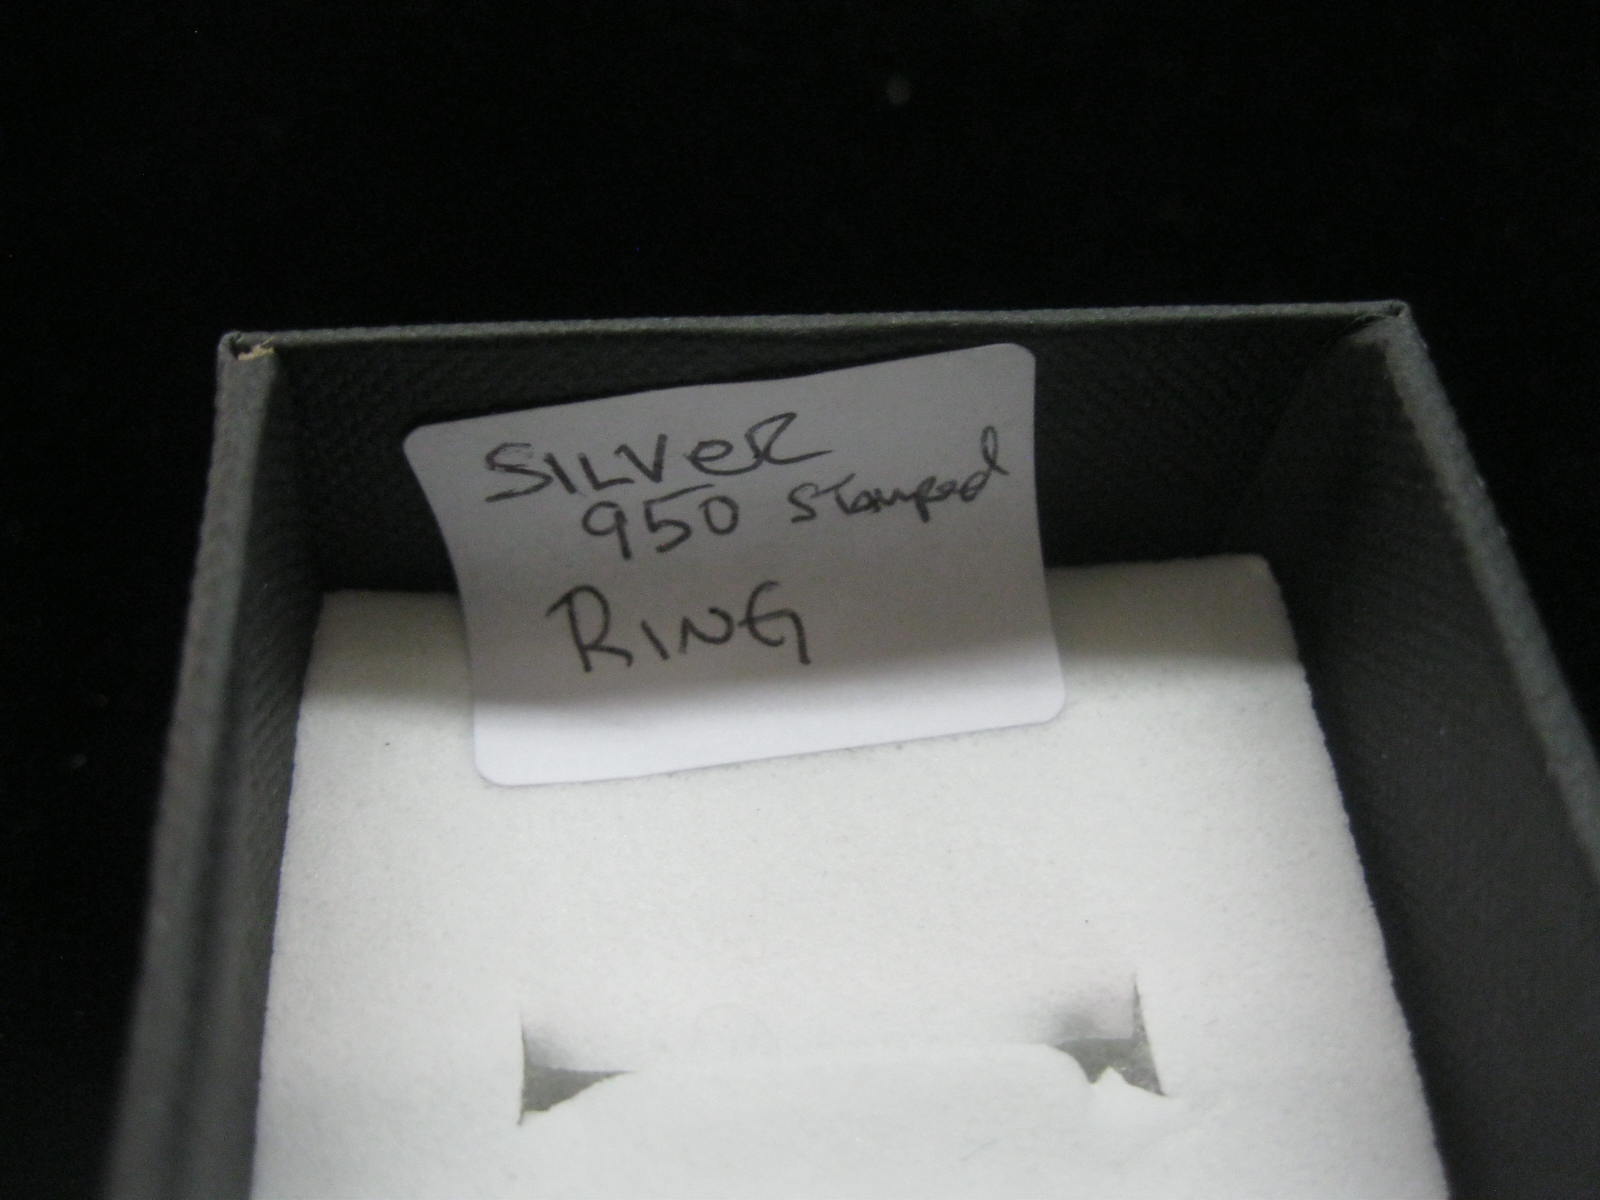 SILVeR
950 Stamped
RING